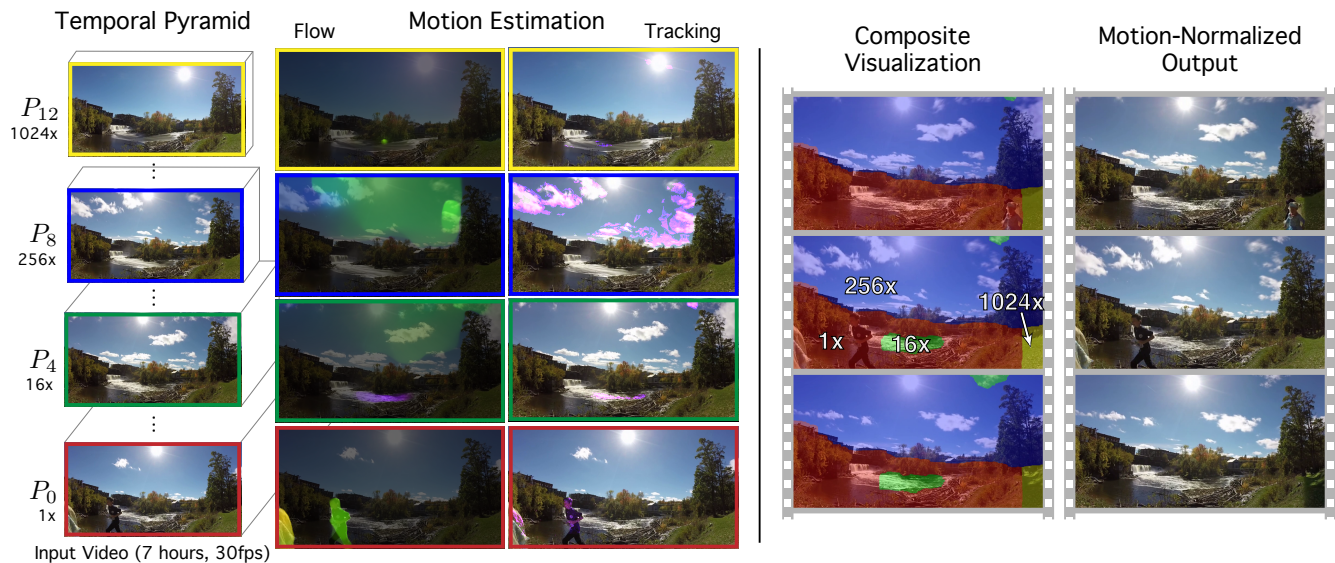 Temporal Pyramid
Motion Estimation
Flow
Tracking
P12
1024x
P8
256x
P4
16x
P0
1x
Input Video (7 hours, 30fps)
Composite
Visualization
256x
1024x
1x
16x
Motion-Normalized
Output